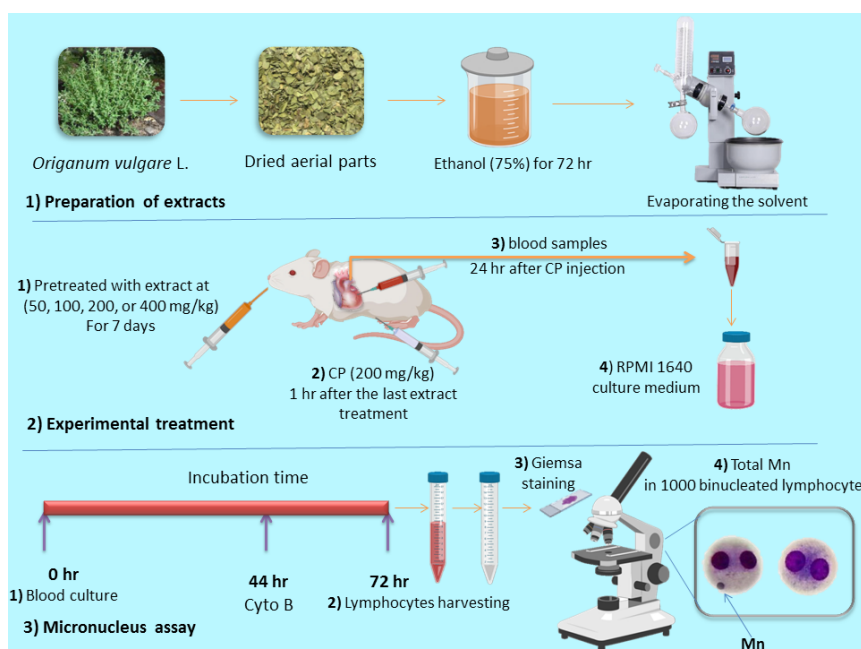 Origanum vulgare L.
Dried aerial parts
Ethanol (75%) for 72 hr
Evaporating the solvent
1) Preparation of extracts
1) Pretreated with extract at
(50, 100, 200, or 400 mg/kg)
For 7 days
2) CP (200 mg/kg)
1 hr after the last extract
treatment
3) blood samples
24 hr after CP injection
4) RPMI 1640
culture medium
2) Experimental treatment
Incubation time
0 hr
1) Blood culture
44 hr
Cyto B
72 hr
2) Lymphocytes harvesting
3) Giemsa
staining
4) Total Mn
in 1000 binucleated lymphocyte
Mn
3) Micronucleus assay